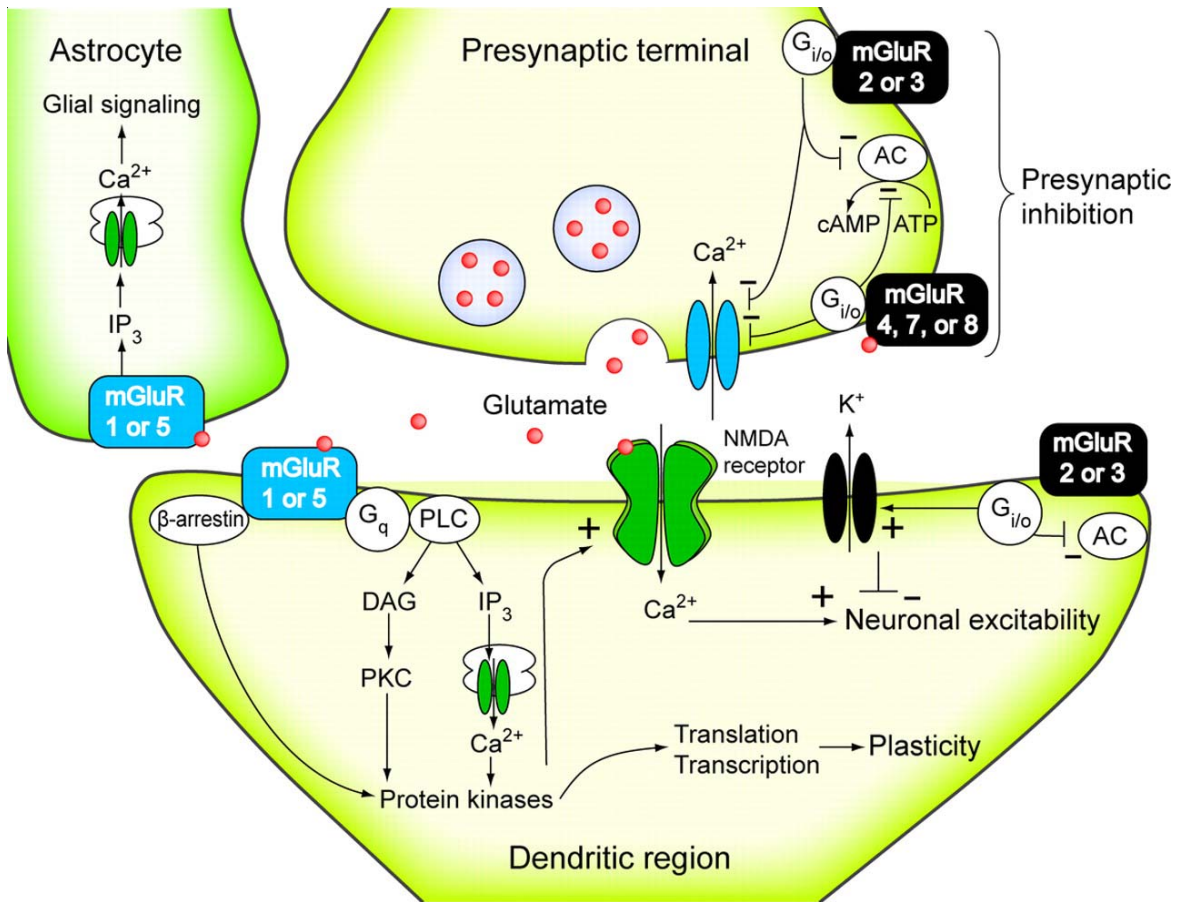 Astrocyte
Glial signaling
Ca2+
IP3
mGluR
1 or 5
Presynaptic terminal
Gi/o
mGluR
2 or 3
−
AC
−
cAMP
ATP
Ca2+
−
−
Gi/o
mGluR
4, 7, or 8
Presynaptic
inhibition
Glutamate
NMDA
receptor
K+
mGluR
1 or 5
β-arrestin
Gq
PLC
DAG
IP3
PKC
Ca2+
Protein kinases
+
Ca2+
+
+
−
Neuronal excitability
mGluR
2 or 3
Gi/o
−
AC
Translation
Transcription
Plasticity
Dendritic region